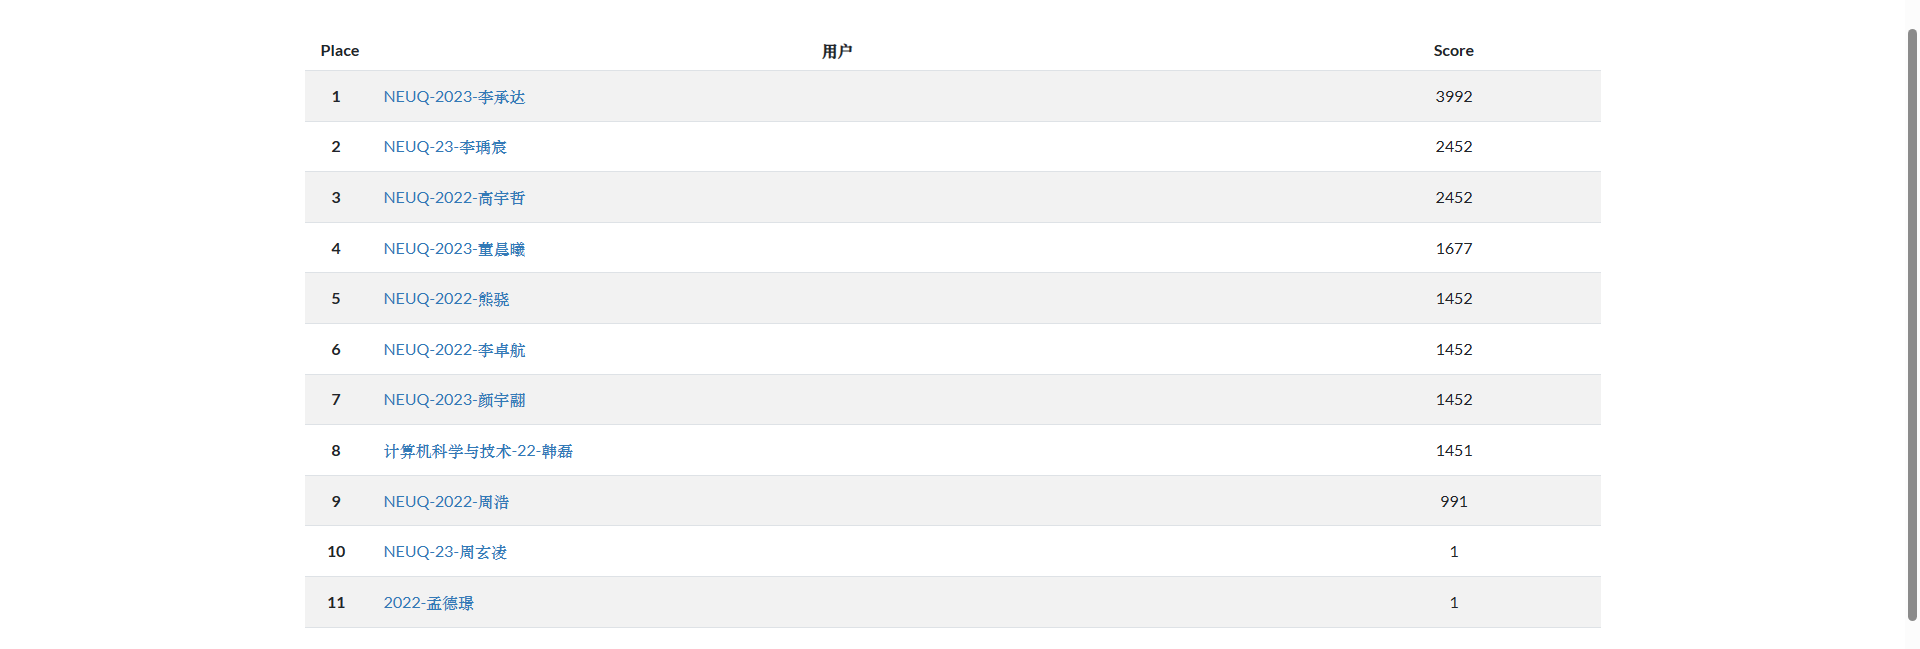 Place 用户 Score
1 NEUQ-2023-李承达 3992
2 NEUQ-23-李瑀宸 2452
3 NEUQ-2022-高宇哲 2452
4 NEUQ-2023-董晨曦 1677
5 NEUQ-2022-熊骁 1452
6 NEUQ-2022-李卓航 1452
7 NEUQ-2023-颜宇翮 1452
8 计算机科学与技术-22-韩磊 1451
9 NEUQ-2022-周浩 991
10 NEUQ-23-周玄凌 1
11 2022-孟德璟 1